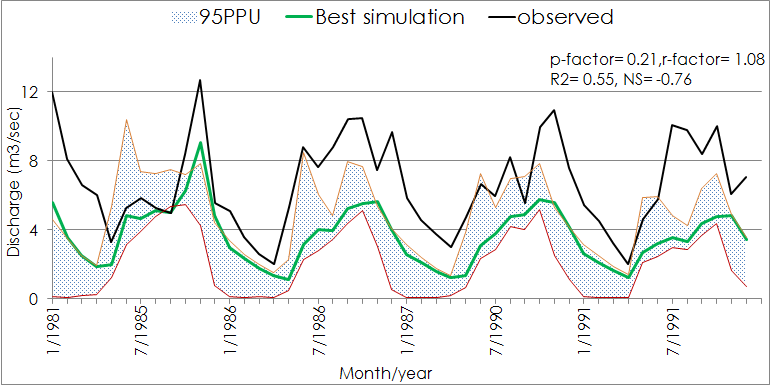 95PPU Best simulation observed
p-factor= 0.21,r-factor= 1.08
R2= 0.55, NS= -0.76
Discharge (m3/sec)
12
8
4
0
1/1981
7/1985
1/1986
7/1986
1/1987
7/1990
1/1991
7/1991
Month/year